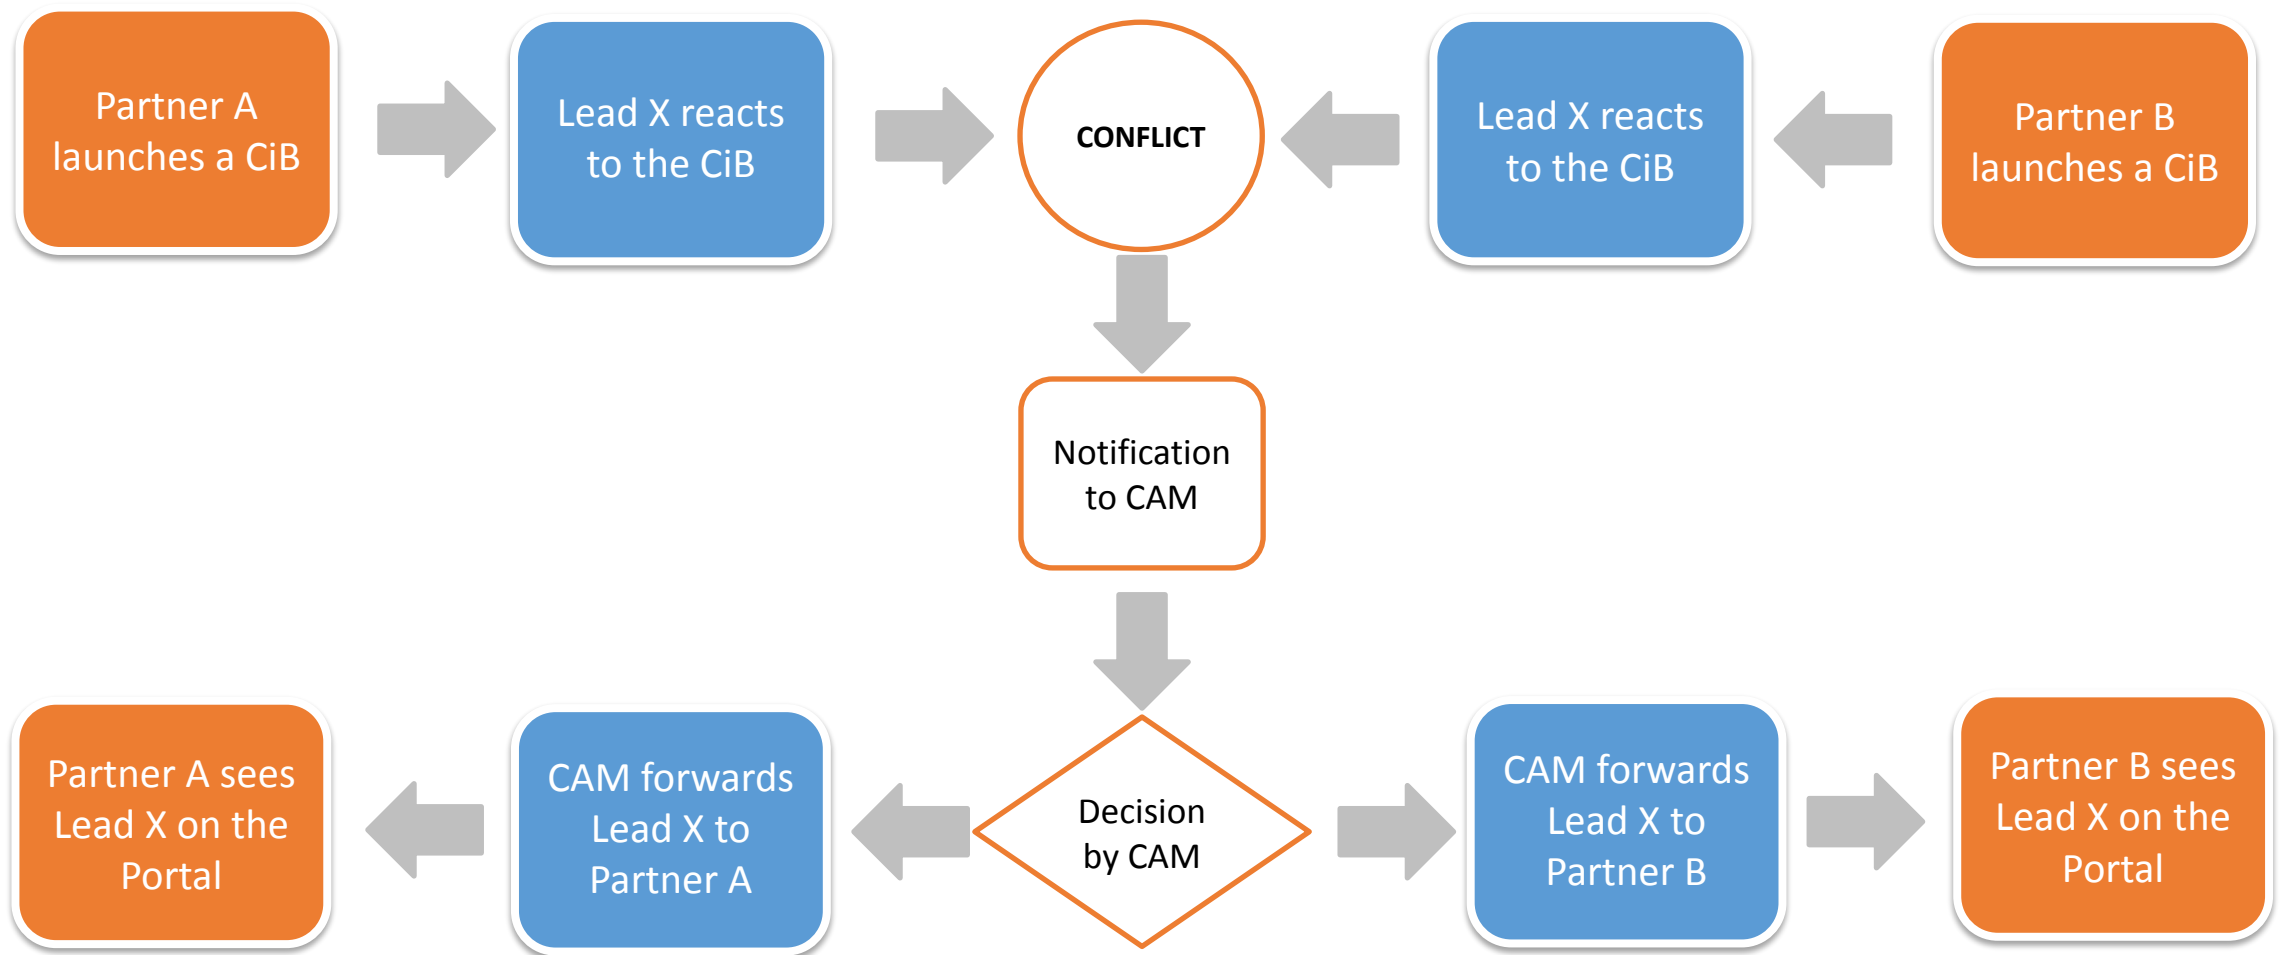 Partner A
launches a CiB
Lead X reacts
to the CiB
CONFLICT
Lead X reacts
to the CiB
Partner B
launches a CiB
Notification
to CAM
Partner A sees
Lead X on the
Portal
CAM forwards
Lead X to
Partner A
Decision
by CAM
CAM forwards
Lead X to
Partner B
Partner B sees
Lead X on the
Portal